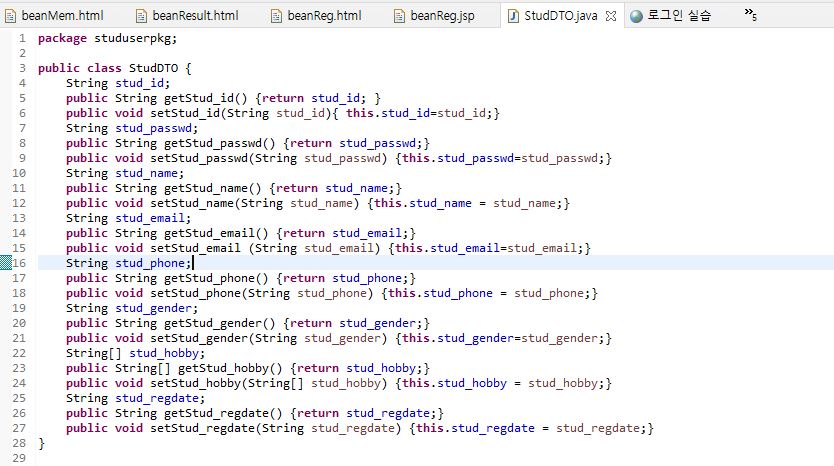 beanMem.html beanResult.html beanReg.html beanReg.jsp StudDTO.java 로그인 실습 »5
1 package studuserpkg;
2
3 public class StudDTO {
4 String stud_id;
5 public String getStud_id() {return stud_id; }
6 public void setStud_id(String stud_id){ this.stud_id=stud_id;}
7 String stud_passwd;
8 public String getStud_passwd() {return stud_passwd;}
9 public void setStud_passwd(String stud_passwd) {this.stud_passwd=stud_passwd;}
10 String stud_name;
11 public String getStud_name() {return stud_name;}
12 public void setStud_name(String stud_name) {this.stud_name = stud_name;}
13 String stud_email;
14 public String getStud_email() {return stud_email;}
15 public void setStud_email (String stud_email) {this.stud_email=stud_email;}
16 String stud_phone;
17 public String getStud_phone() {return stud_phone;}
18 public void setStud_phone(String stud_phone) {this.stud_phone = stud_phone;}
19 String stud_gender;
20 public String getStud_gender() {return stud_gender;}
21 public void setStud_gender(String stud_gender) {this.stud_gender=stud_gender;}
22 String[] stud_hobby;
23 public String[] getStud_hobby() {return stud_hobby;}
24 public void setStud_hobby(String[] stud_hobby) {this.stud_hobby = stud_hobby;}
25 String stud_regdate;
26 public String getStud_regdate() {return stud_regdate;}
27 public void setStud_regdate(String stud_regdate) {this.stud_regdate = stud_regdate;}
28 }
29